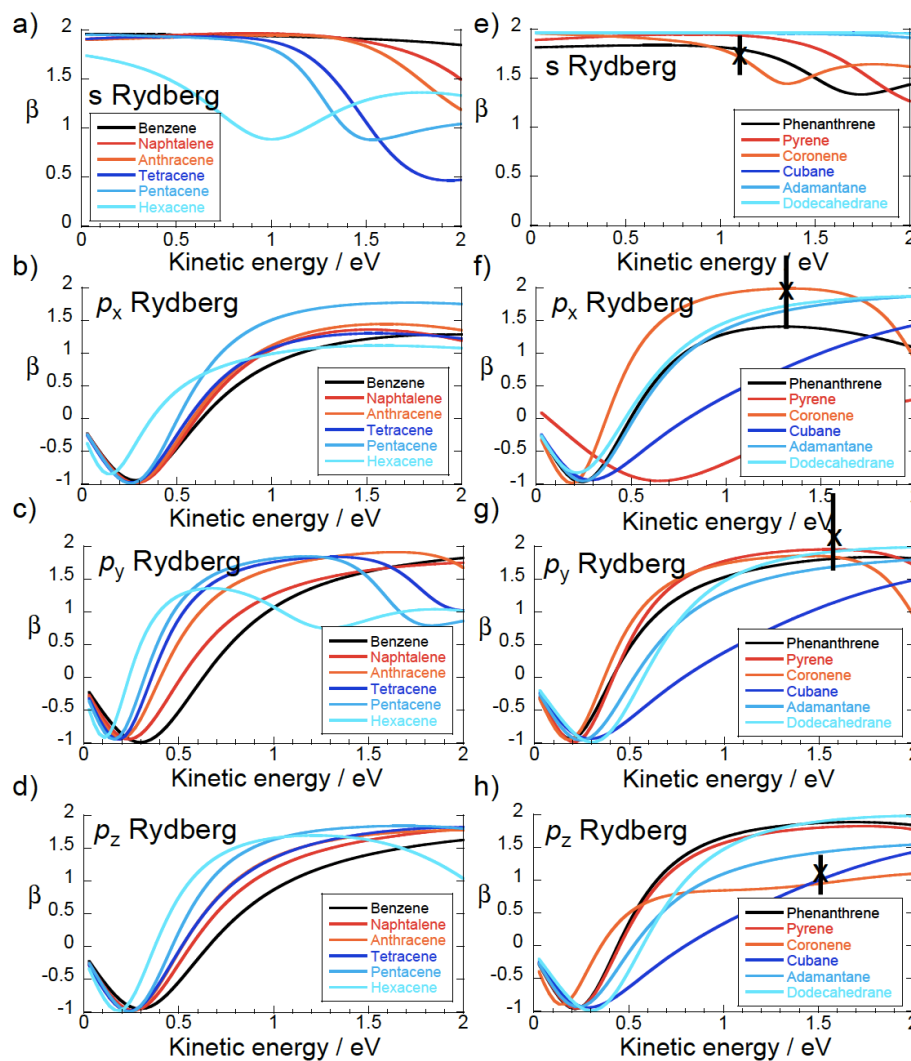 a)
2
1.5
1
0.5
0
β
s Rydberg
Benzene
Naphtalene
Anthracene
Tetracene
Pentacene
Hexacene
0 0.5 1 1.5 2
Kinetic energy / eV
b)
2
1.5
1
0.5
0
-0.5
-1
β
px Rydberg
Benzene
Naphtalene
Anthracene
Tetracene
Pentacene
Hexacene
0 0.5 1 1.5 2
Kinetic energy / eV
c)
2
1.5
1
0.5
0
-0.5
-1
β
py Rydberg
Benzene
Naphtalene
Anthracene
Tetracene
Pentacene
Hexacene
0 0.5 1 1.5 2
Kinetic energy / eV
d)
2
1.5
1
0.5
0
-0.5
-1
β
pz Rydberg
Benzene
Naphtalene
Anthracene
Tetracene
Pentacene
Hexacene
0 0.5 1 1.5 2
Kinetic energy / eV
e)
2
1.5
1
0.5
0
β
s Rydberg
x
Phenanthrene
Pyrene
Coronene
Cubane
Adamantane
Dodecahedrane
0 0.5 1 1.5 2
Kinetic energy / eV
f)
2
1.5
1
0.5
0
-0.5
-1
β
px Rydberg
x
Phenanthrene
Pyrene
Coronene
Cubane
Adamantane
Dodecahedrane
0 0.5 1 1.5 2
Kinetic energy / eV
g)
2
1.5
1
0.5
0
-0.5
-1
β
py Rydberg
x
Phenanthrene
Pyrene
Coronene
Cubane
Adamantane
Dodecahedrane
0 0.5 1 1.5 2
Kinetic energy / eV
h)
2
1.5
1
0.5
0
-0.5
-1
β
pz Rydberg
x
Phenanthrene
Pyrene
Coronene
Cubane
Adamantane
Dodecahedrane
0 0.5 1 1.5 2
Kinetic energy / eV